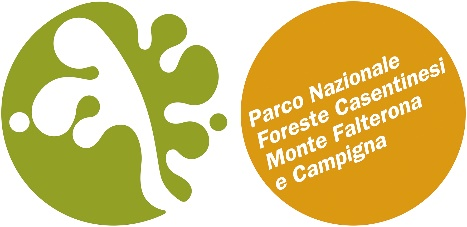 Parco Nazionale
Foreste Casentinesi
Monte Falterona
e Campigna